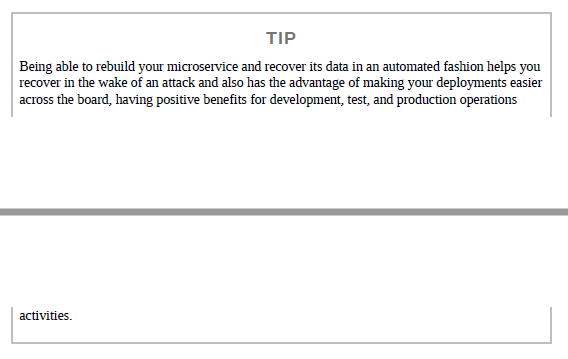 TIP
Being able to rebuild your microservice and recover its data in an automated fashion helps you
recover in the wake of an attack and also has the advantage of making your deployments easier
across the board, having positive benefits for development, test, and production operations
activities.